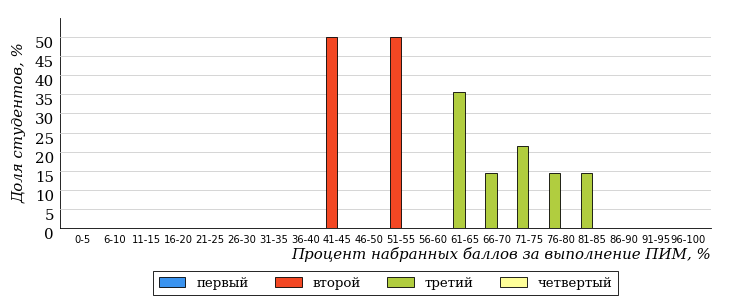 Доля студентов, %
50
45
40
35
30
25
20
15
10
5
0
0-5 6-10 11-15 16-20 21-25 26-30 31-35 36-40 41-45 46-50 51-55 56-60 61-65 66-70 71-75 76-80 81-85 86-90 91-95 96-100
Процент набранных баллов за выполнение ПИМ, %
первый второй третий четвертый